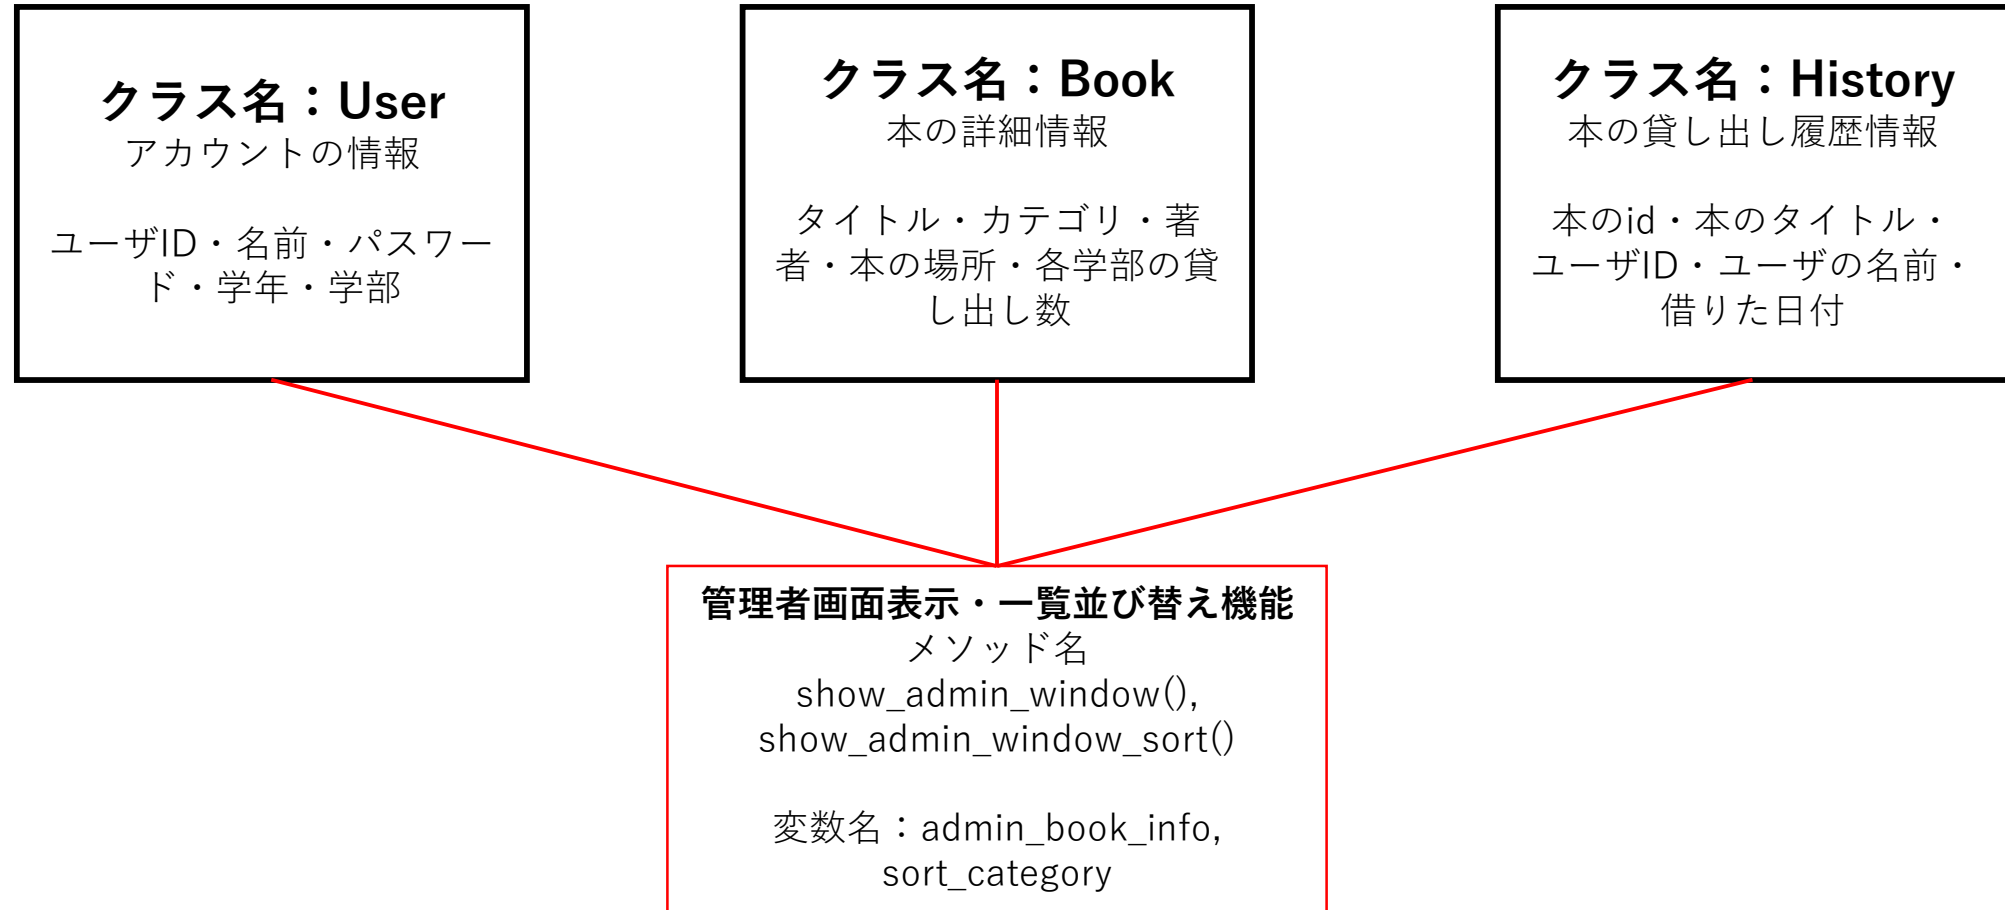 クラス名：User
アカウントの情報
ユーザID・名前・パスワー
ド・学年・学部
クラス名：Book
本の詳細情報
タイトル・カテゴリ・著
者・本の場所・各学部の貸
し出し数
クラス名：History
本の貸し出し履歴情報
本のid・本のタイトル・
ユーザID・ユーザの名前・
借りた日付
管理者画面表示・一覧並び替え機能
メソッド名
show_admin_window(),
show_admin_window_sort()
変数名：admin_book_info,
sort_category